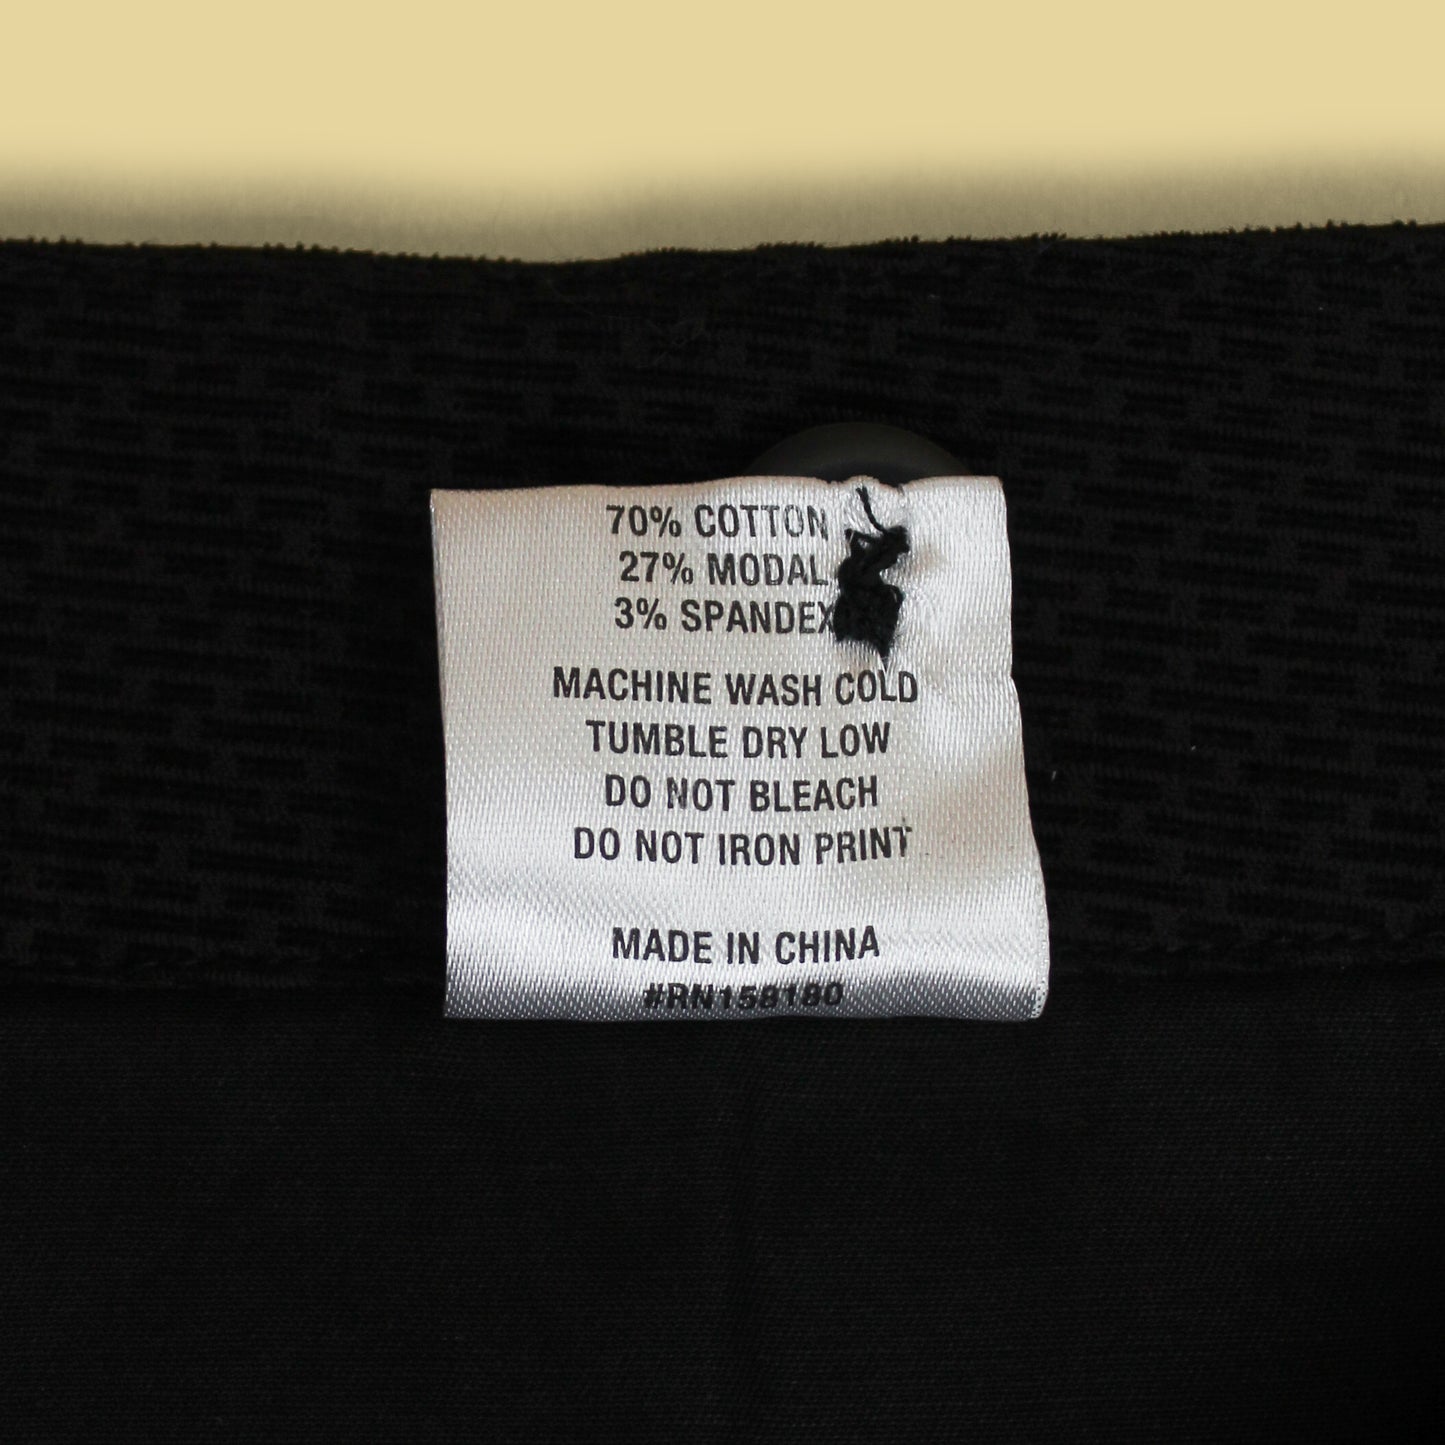 70% COTTON
27% MODAL
3% SPANDEX
MACHINE WASH COLD
TUMBLE DRY LOW
DO NOT BLEACH
DO NOT IRON PRINT
MADE IN CHINA
#RN158180